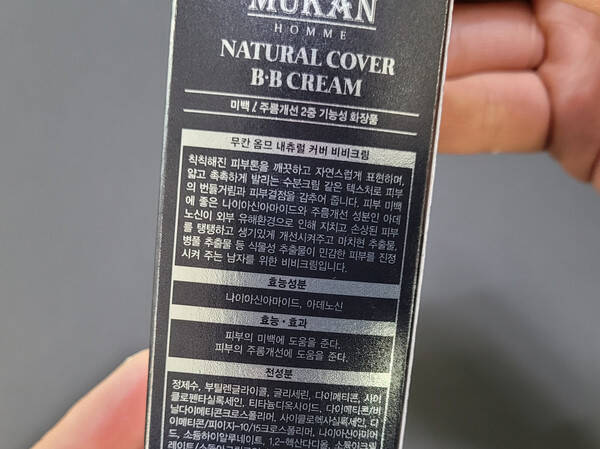 MUKAN
HOMME
NATURAL COVER
B·B CREAM
미백 & 주름개선 2중 기능성 화장품
무칸 옴므 내츄럴 커버 비비크림
칙칙해진 피부톤을 깨끗하고 자연스럽게 표현하며,
얇고 촉촉하게 발리는 수분크림 같은 텍스처로 피부
의 번들거림과 피부결점을 감추어 줍니다. 피부 미백
에 좋은 나이아신아마이드와 주름개선 성분인 아데
노신이 외부 유해환경으로 인해 지치고 손상된 피부
를 탱탱하고 생기있게 개선시켜주고 마치현 추출물,
병풀 추출물 등 식물성 추출물이 민감한 피부를 진정
시켜 주는 남자를 위한 비비크림입니다.
효능성분
나이아신아마이드, 아데노신
효능·효과
피부의 미백에 도움을 준다.
피부의 주름개선에 도움을 준다.
전성분
정제수, 부틸렌글라이콜, 글리세린, 다이메티콘, 사이
클로펜타실록세인, 티타늄디옥사이드, 다이메티콘/비
닐다이메티콘크로스폴리머, 사이클로헥사실록세인, 다
이메티콘/피이지-10/15크로스폴리머, 나이아신아마이
드, 소듐하이알루로네이트, 1,2-헥산다이올, 소듐아크릴